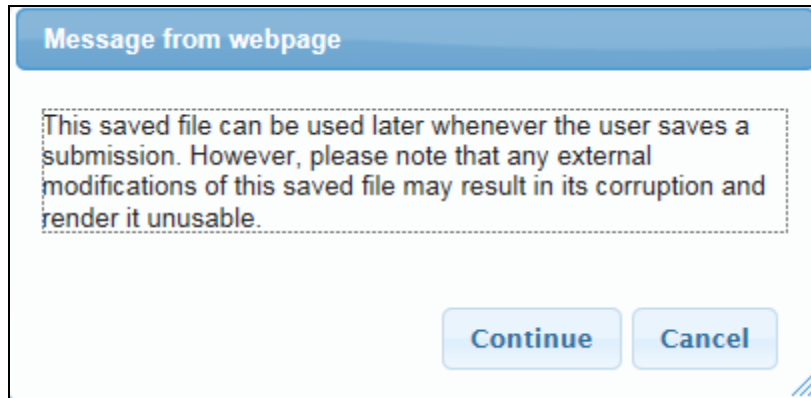 Message from webpage
This saved file can be used later whenever the user saves a
submission. However, please note that any external
modifications of this saved file may result in its corruption and
render it unusable.
Continue Cancel